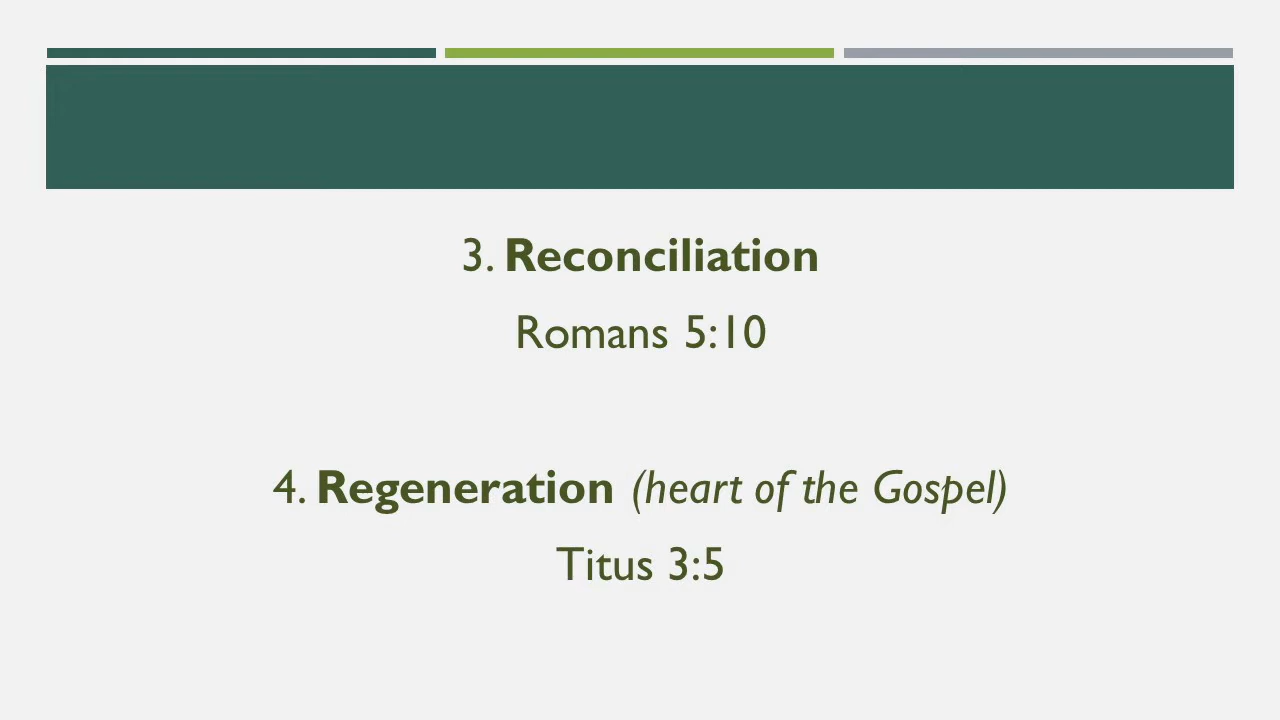 3. Reconciliation
Romans 5:10
4. Regeneration (heart of the Gospel)
Titus 3:5